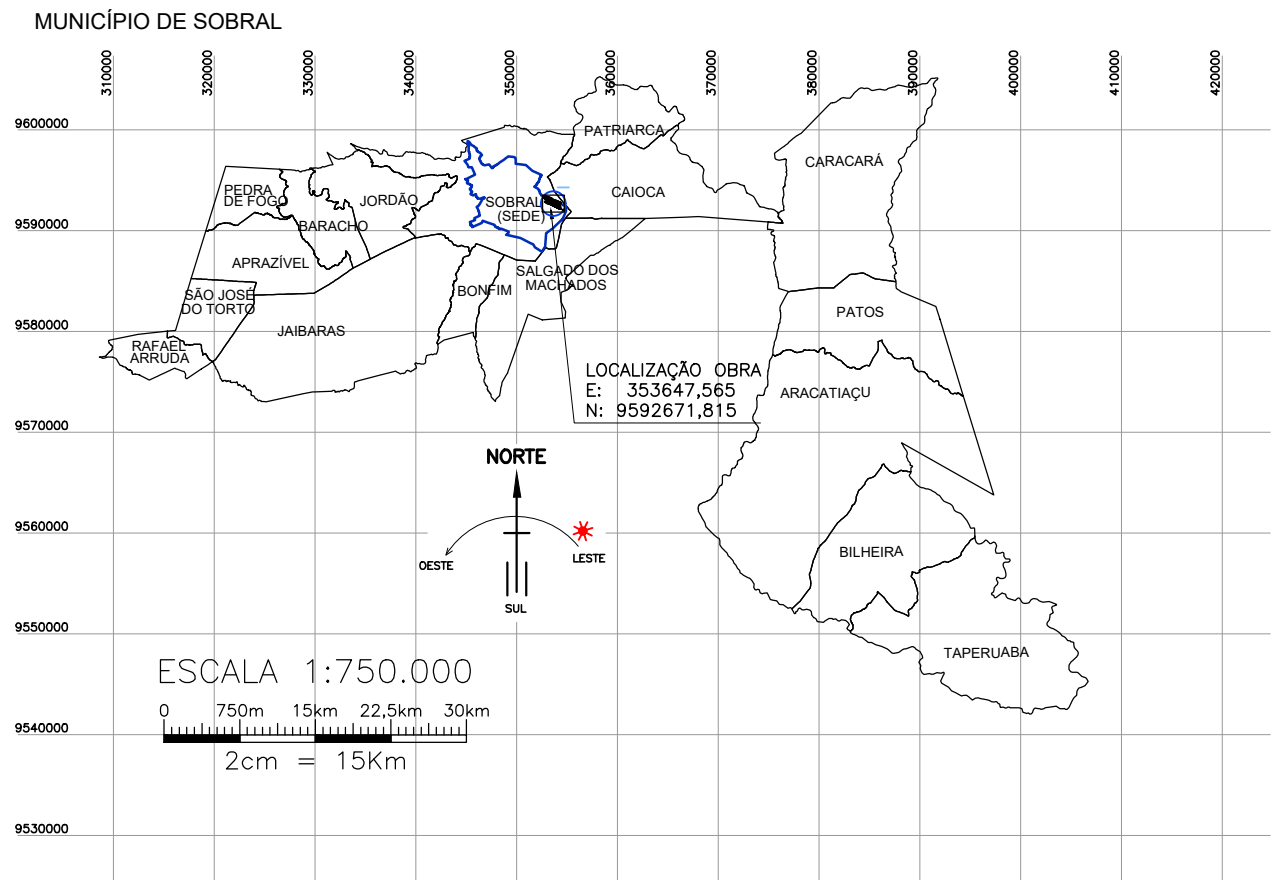 MUNICÍPIO DE SOBRAL
310000
320000
330000
340000
350000
360000
370000
380000
390000
400000
410000
420000
9600000
9590000
9580000
9570000
9560000
9550000
9540000
9530000
PATRIARCA
CARACARÁ
CAIOCA
PEDRA
DE FOGO
JORDÃO
SOBRAL
(SEDE)
BARACHO
APRAZÍVEL
SALGADO DOS
MACHADOS
BONFIM
SÃO JOSÉ
DO TORTO
JAIBARAS
PATOS
RAFAEL
ARRUDA
ARACATIAÇU
LOCALIZAÇÃO OBRA
E: 353647,565
N: 9592671,815
NORTE
OESTE
LESTE
SUL
BILHEIRA
TAPERUABA
ESCALA 1:750.000
0 750m 15km 22,5km 30km
2cm = 15Km